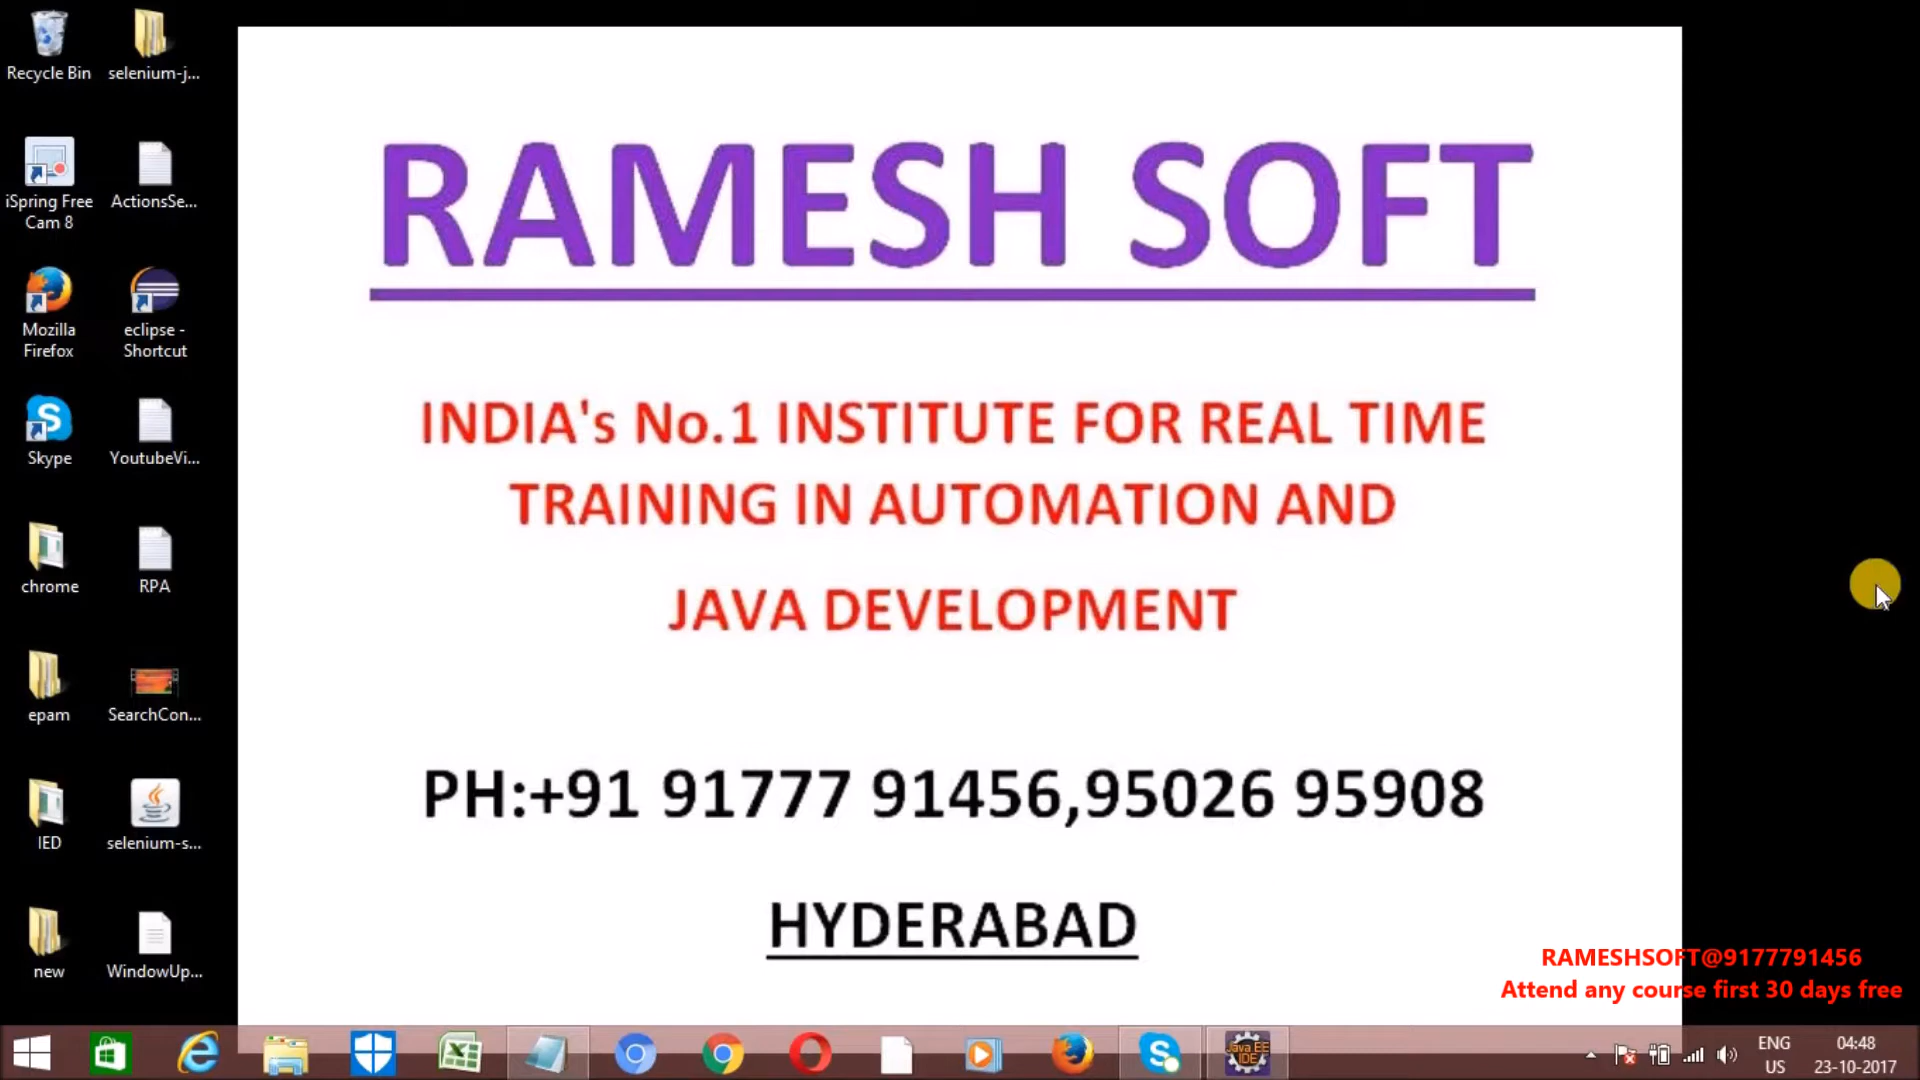 Recycle Bin
selenium-j...
iSpring Free
Cam 8
ActionsSe...
Mozilla
Firefox
eclipse -
Shortcut
Skype
YoutubeVi...
chrome
RPA
epam
SearchCon...
IED
selenium-s...
new
WindowUp...
RAMESH SOFT
INDIA's No.1 INSTITUTE FOR REAL TIME
TRAINING IN AUTOMATION AND
JAVA DEVELOPMENT
PH:+91 91777 91456,95026 95908
HYDERABAD
RAMESHSOFT@9177791456
Attend any course first 30 days free
Java EE
IDE
ENG
US
04:48
23-10-2017